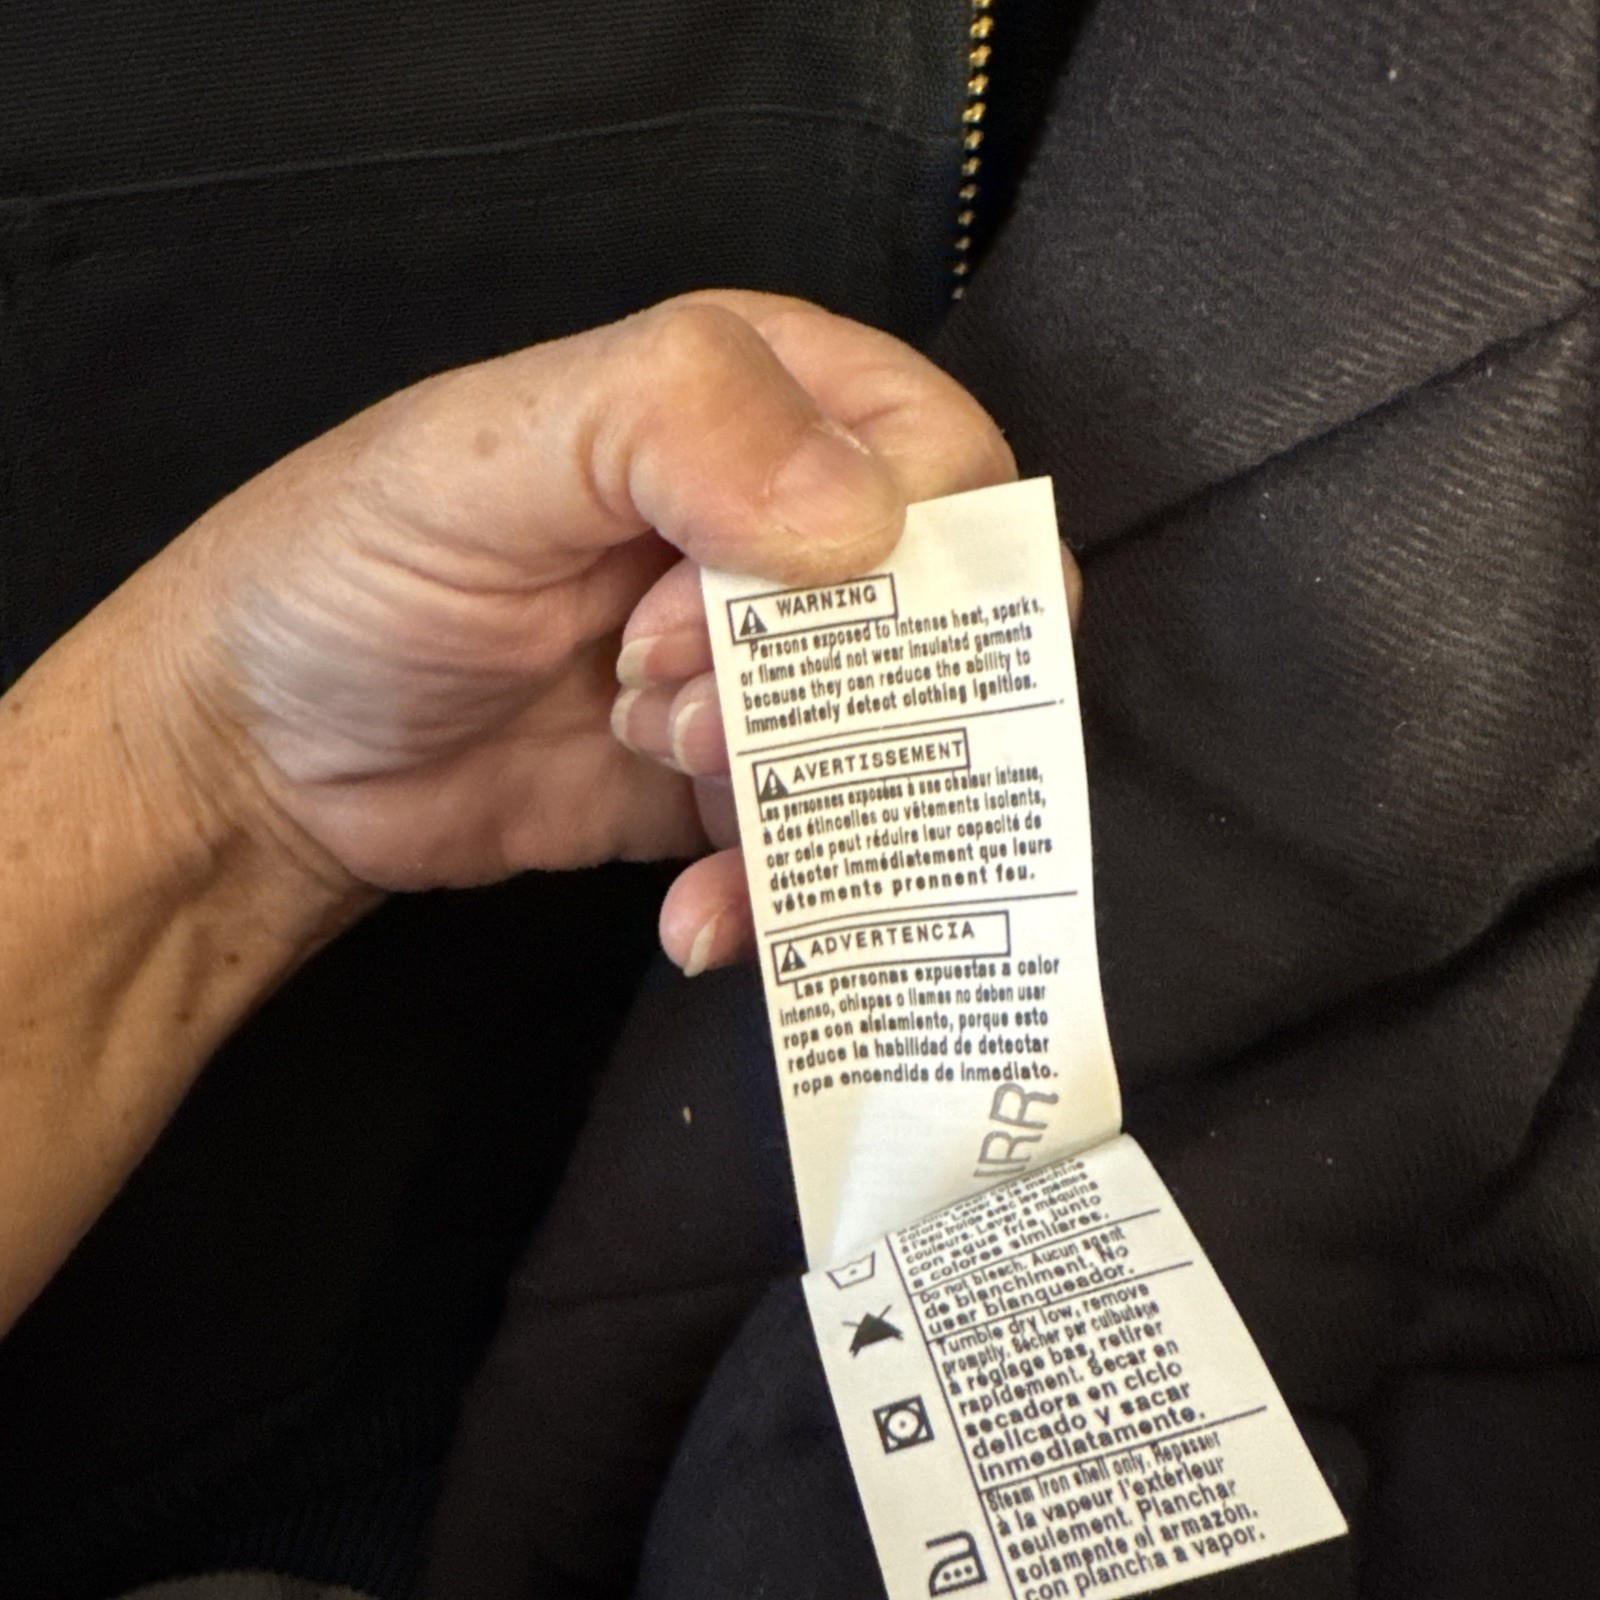 WARNING
Persons exposed to intense heat, sparks,
or flame should not wear insulated garments
because they can reduce the ability to
immediately detect clothing ignition.
AVERTISSEMENT
Les personnes exposées à une chaleur intense,
à des étincelles ou vêtements isolants,
car cela peut réduire leur capacité de
détecter immédiatement que leurs
vêtements prennent feu.
ADVERTENCIA
Las personas expuestas a calor
intenso, chispas o llamas no deben usar
ropa con aislamiento, porque esto
reduce la habilidad de detectar
ropa encendida de inmediato.
IRR
colors. Laver à la machine
à l'eau froide avec les mêmes
couleurs. Lavar a máquina
con agua fría, junto
a colores similares.
Do not bleach. Aucun agent
de blanchiment. No
usar blanqueador.
Tumble dry low, remove
promptly. Sécher par culbutage
à réglage bas, retirer
rapidement. Secar en
secadora en ciclo
delicado y sacar
inmediatamente.
Steam iron shell only. Repasser
à la vapeur l'extérieur
seulement. Planchar
solamente el armazón.
con plancha a vapor.